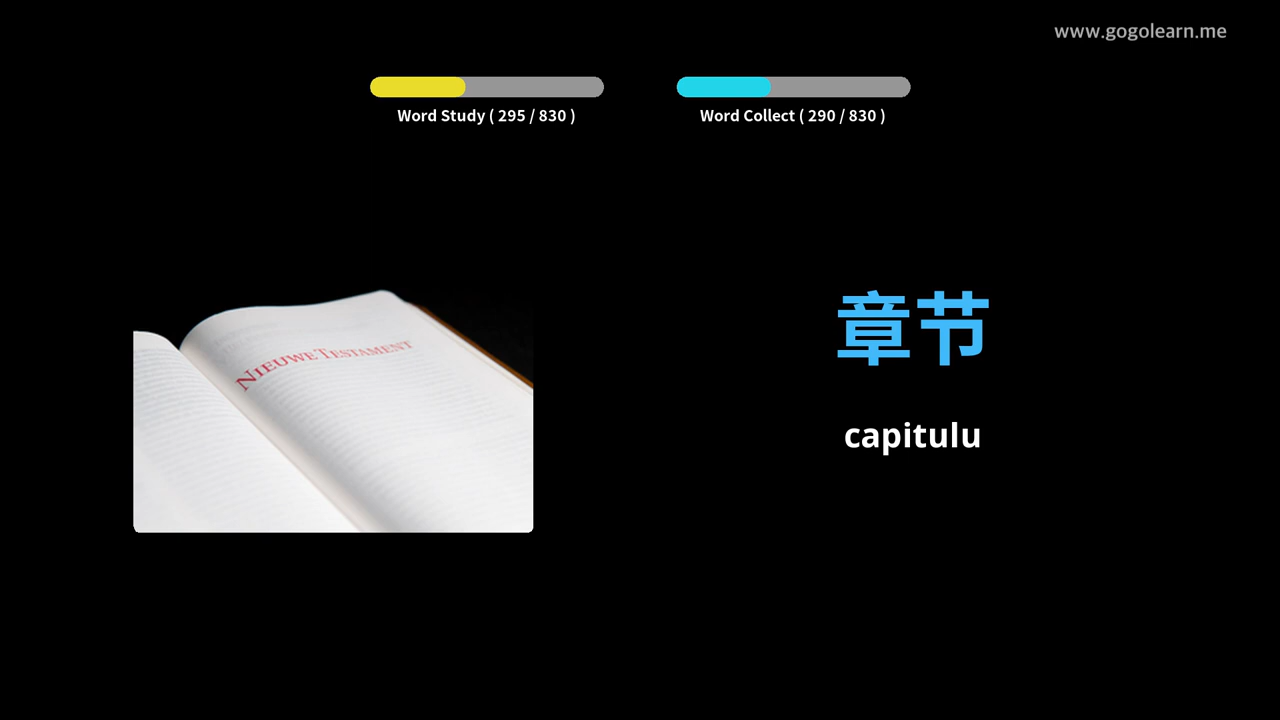 www.gogolearn.me
Word Study ( 295 / 830 )
Word Collect ( 290 / 830 )
NIEUWE TESTAMENT
章节
capitulu